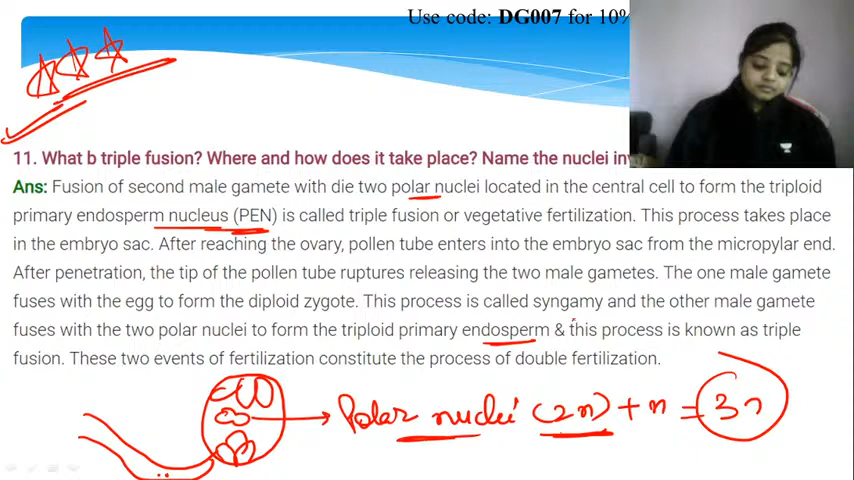 Use code: DG007 for 10%
11. What b triple fusion? Where and how does it take place? Name the nuclei
Ans: Fusion of second male gamete with die two polar nuclei located in the central cell to form the triploid
primary endosperm nucleus (PEN) is called triple fusion or vegetative fertilization. This process takes place
in the embryo sac. After reaching the ovary, pollen tube enters into the embryo sac from the micropylar end.
After penetration, the tip of the pollen tube ruptures releasing the two male gametes. The one male gamete
fuses with the egg to form the diploid zygote. This process is called syngamy and the other male gamete
fuses with the two polar nuclei to form the triploid primary endosperm & this process is known as triple
fusion. These two events of fertilization constitute the process of double fertilization.
Polar nuclei (2n) + n = 3n